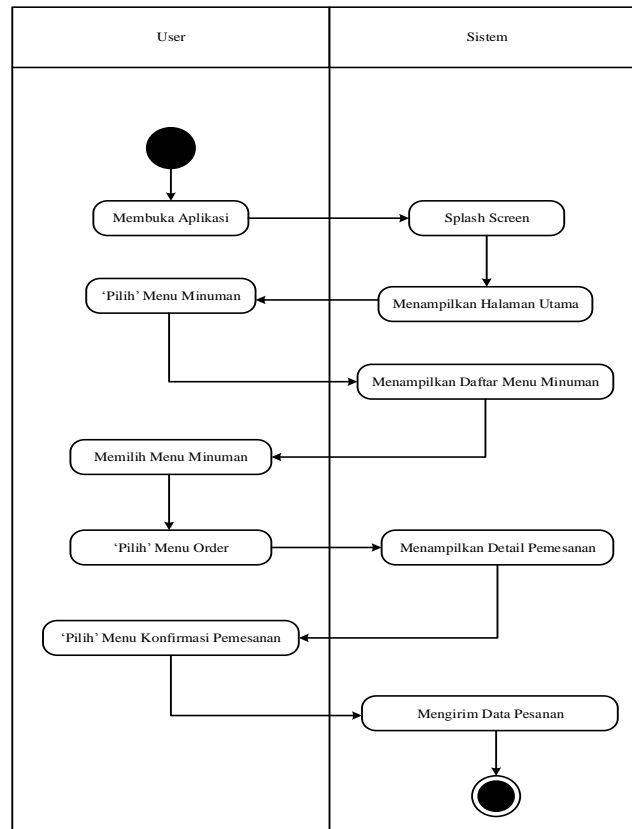 User
Sistem
Membuka Aplikasi
Splash Screen
‘Pilih’ Menu Minuman
Menampilkan Halaman Utama
Menampilkan Daftar Menu Minuman
Memilih Menu Minuman
‘Pilih’ Menu Order
Menampilkan Detail Pemesanan
‘Pilih’ Menu Konfirmasi Pemesanan
Mengirim Data Pesanan